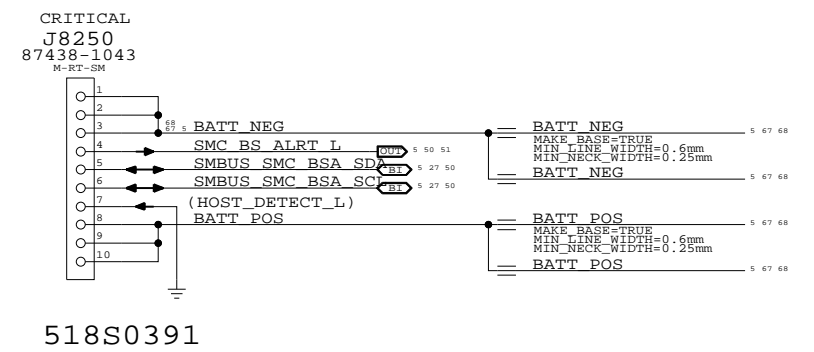 CRITICAL
J8250
87438-1043
M-RT-SM
1
2
3 68 67 5 BATT_NEG BATT_NEG 5 67 68
MAKE_BASE=TRUE
MIN_LINE_WIDTH=0.6mm
MIN_NECK_WIDTH=0.25mm
4 SMC_BS_ALRT_L OUT 5 50 51
5 SMBUS_SMC_BSA_SDA BI 5 27 50
BATT_NEG 5 67 68
6 SMBUS_SMC_BSA_SCL BI 5 27 50
7 (HOST_DETECT_L)
8 BATT_POS BATT_POS 5 67 68
MAKE_BASE=TRUE
MIN_LINE_WIDTH=0.6mm
MIN_NECK_WIDTH=0.25mm
9
10
BATT_POS 5 67 68
518S0391